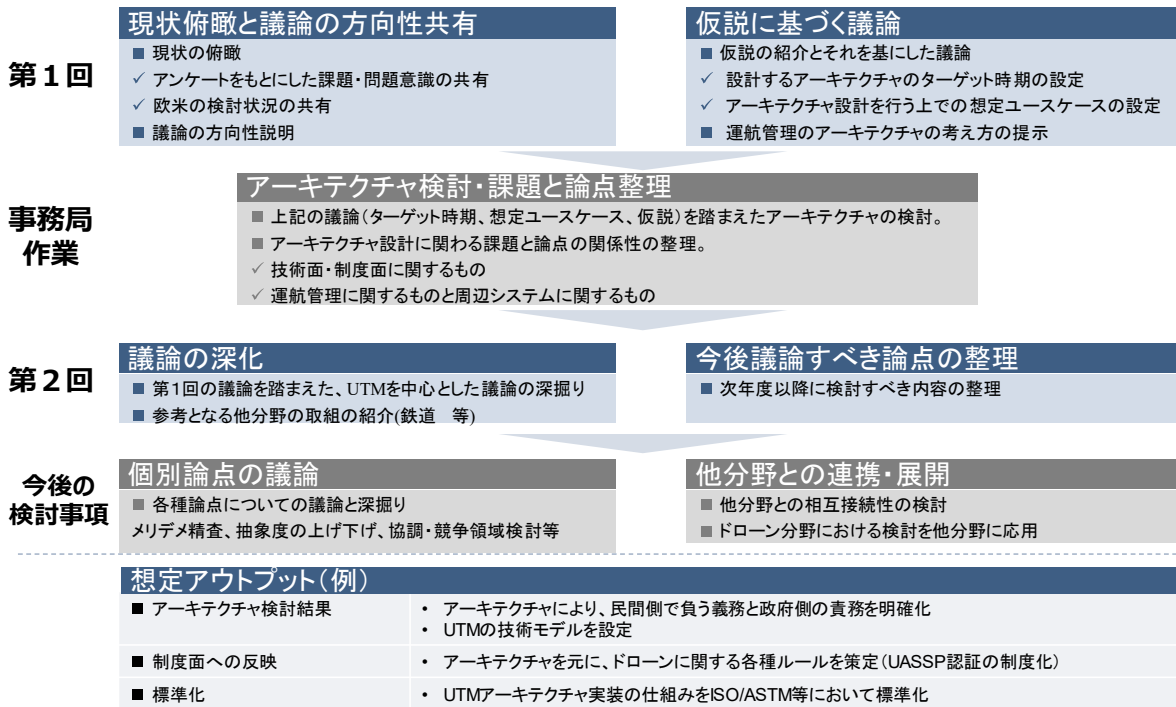 第１回
現状俯瞰と議論の方向性共有
■ 現状の俯瞰
✓ アンケートをもとにした課題・問題意識の共有
✓ 欧米の検討状況の共有
■ 議論の方向性説明
仮説に基づく議論
■ 仮説の紹介とそれを基にした議論
✓ 設計するアーキテクチャのターゲット時期の設定
✓ アーキテクチャ設計を行う上での想定ユースケースの設定
■ 運航管理のアーキテクチャの考え方の提示
事務局
作業
アーキテクチャ検討・課題と論点整理
■ 上記の議論（ターゲット時期、想定ユースケース、仮説）を踏まえたアーキテクチャの検討。
■ アーキテクチャ設計に関わる課題と論点の関係性の整理。
✓ 技術面・制度面に関するもの
✓ 運航管理に関するものと周辺システムに関するもの
第２回
議論の深化
■ 第１回の議論を踏まえた、UTMを中心とした議論の深掘り
■ 参考となる他分野の取組の紹介(鉄道　等)
今後議論すべき論点の整理
■ 次年度以降に検討すべき内容の整理
今後の
検討事項
個別論点の議論
■ 各種論点についての議論と深掘り
メリデメ精査、抽象度の上げ下げ、協調・競争領域検討等
他分野との連携・展開
■ 他分野との相互接続性の検討
■ ドローン分野における検討を他分野に応用
想定アウトプット（例）
■ アーキテクチャ検討結果
• アーキテクチャにより、民間側で負う義務と政府側の責務を明確化
• UTMの技術モデルを設定
■ 制度面への反映
• アーキテクチャを元に、ドローンに関する各種ルールを策定（UASSP認証の制度化）
■ 標準化
• UTMアーキテクチャ実装の仕組みをISO/ASTM等において標準化